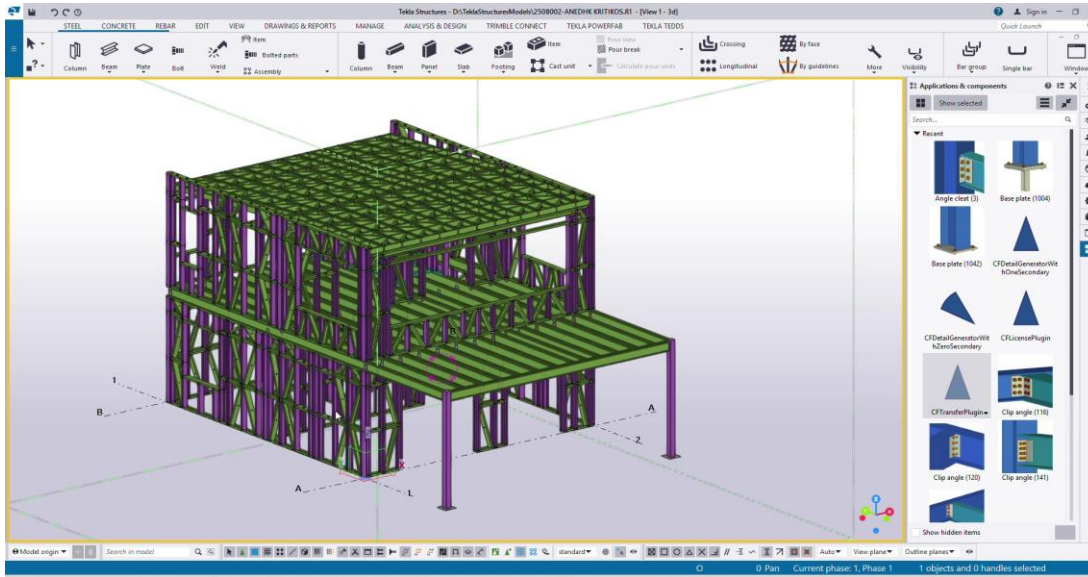 Tekla Structures - D:\TeklaStructuresModels\2508002-ANEDHK KRITIKOS.R1 - [View 1 - 3d]
Sign in
STEEL CONCRETE REBAR EDIT VIEW DRAWINGS & REPORTS MANAGE ANALYSIS & DESIGN TRIMBLE CONNECT TEKLA POWERFAB TEKLA TEDDS
Quick Launch
Item
Bolted parts
Assembly
Column Beam Plate Bolt Weld
Column Beam Panel Slab Footing
Item
Cast unit
Pour view
Pour break
Calculate pour units
Crossing
Longitudinal
By face
By guidelines
More
Visibility
Bar group
Single bar
Window
Applications & components
Show selected
Search...
Recent
Angle cleat (3) Base plate (1004)
Base plate (1042) CFDetailGeneratorWit
hOneSecondary
CFDetailGeneratorWit
hZeroSecondary
CFLicensePlugin
CFTransferPlugin
Clip angle (116)
Clip angle (120) Clip angle (141)
Show hidden items
1
B
B
A
2
X
A
L
Model origin
Search in model
standard
Auto
View plane
Outline planes
O 0 Pan Current phase: 1, Phase 1 1 objects and 0 handles selected